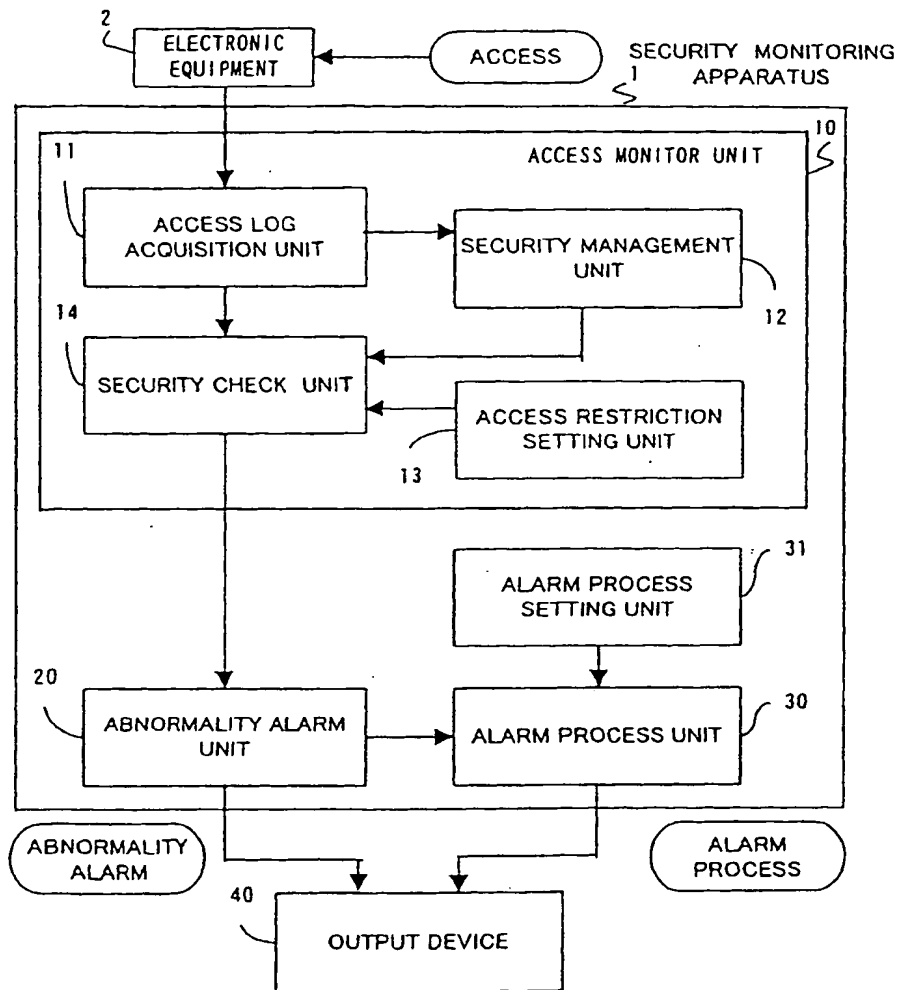 2
ELECTRONIC
EQUIPMENT
ACCESS
SECURITY MONITORING
APPARATUS
1
10
ACCESS MONITOR UNIT
11
ACCESS LOG
ACQUISITION UNIT
SECURITY MANAGEMENT
UNIT
12
14
SECURITY CHECK UNIT
ACCESS RESTRICTION
SETTING UNIT
13
31
ALARM PROCESS
SETTING UNIT
20
ABNORMALITY ALARM
UNIT
ALARM PROCESS UNIT
30
ABNORMALITY
ALARM
ALARM
PROCESS
40
OUTPUT DEVICE